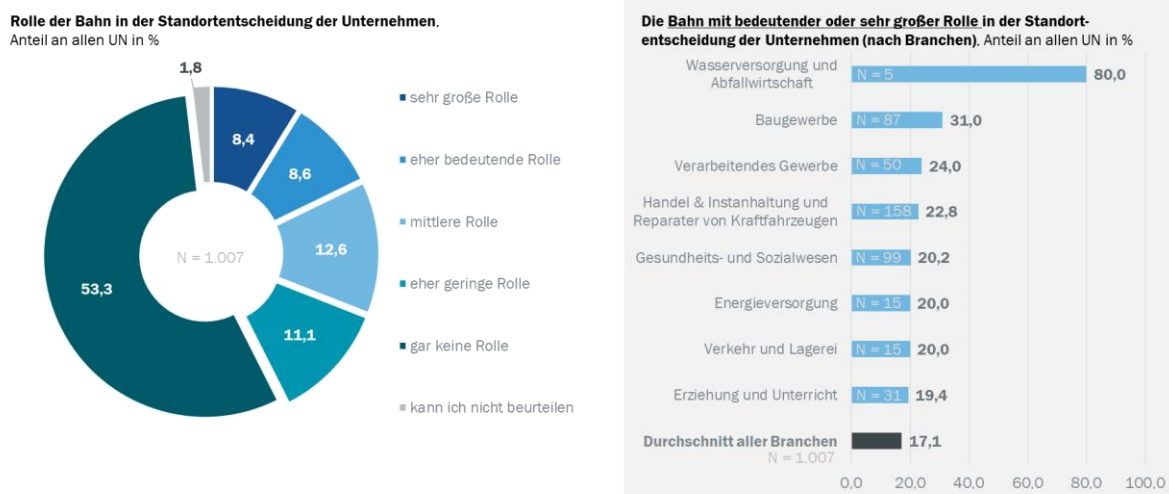 Rolle der Bahn in der Standortentscheidung der Unternehmen,
Anteil an allen UN in %
1,8
8,4
8,6
12,6
11,1
53,3
N = 1.007
sehr große Rolle
eher bedeutende Rolle
mittlere Rolle
eher geringe Rolle
gar keine Rolle
kann ich nicht beurteilen
Die Bahn mit bedeutender oder sehr großer Rolle in der Standort-
entscheidung der Unternehmen (nach Branchen), Anteil an allen UN in %
Wasserversorgung und
Abfallwirtschaft
N = 5
80,0
Baugewerbe
N = 87
31,0
Verarbeitendes Gewerbe
N = 50
24,0
Handel & Instanhaltung und
Reparater von Kraftfahrzeugen
N = 158
22,8
Gesundheits- und Sozialwesen
N = 99
20,2
Energieversorgung
N = 15
20,0
Verkehr und Lagerei
N = 15
20,0
Erziehung und Unterricht
N = 31
19,4
Durchschnitt aller Branchen
N = 1.007
17,1
0,0 20,0 40,0 60,0 80,0 100,0